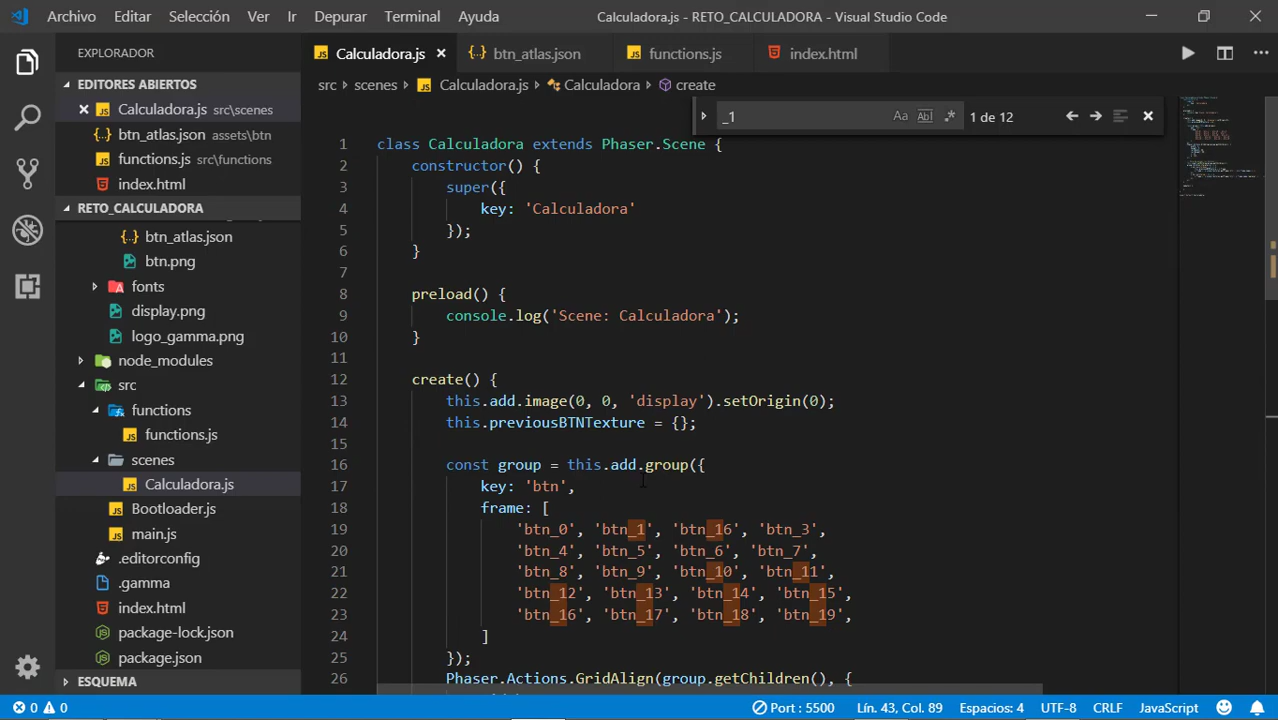 Archivo Editar Selección Ver Ir Depurar Terminal Ayuda Calculadora.js - RETO_CALCULADORA - Visual Studio Code
EXPLORADOR
EDITORES ABIERTOS
Calculadora.js src\scenes
btn_atlas.json assets\btn
functions.js src\functions
index.html
RETO_CALCULADORA
btn_atlas.json
btn.png
fonts
display.png
logo_gamma.png
node_modules
src
functions
functions.js
scenes
Calculadora.js
Bootloader.js
main.js
.editorconfig
.gamma
index.html
package-lock.json
package.json
ESQUEMA
Calculadora.js btn_atlas.json functions.js index.html
src scenes Calculadora.js Calculadora create
_1 Aa Abl .* 1 de 12
1 class Calculadora extends Phaser.Scene {
2 constructor() {
3 super({
4 key: 'Calculadora'
5 });
6 }
7
8 preload() {
9 console.log('Scene: Calculadora');
10 }
11
12 create() {
13 this.add.image(0, 0, 'display').setOrigin(0);
14 this.previousBTNTexture = {};
15
16 const group = this.add.group({
17 key: 'btn',
18 frame: [
19 'btn_0', 'btn_1', 'btn_16', 'btn_3',
20 'btn_4', 'btn_5', 'btn_6', 'btn_7',
21 'btn_8', 'btn_9', 'btn_10', 'btn_11',
22 'btn_12', 'btn_13', 'btn_14', 'btn_15',
23 'btn_16', 'btn_17', 'btn_18', 'btn_19',
24 ]
25 });
26 Phaser.Actions.GridAlign(group.getChildren(), {
0 0 Port : 5500 Lín. 43, Col. 89 Espacios: 4 UTF-8 CRLF JavaScript